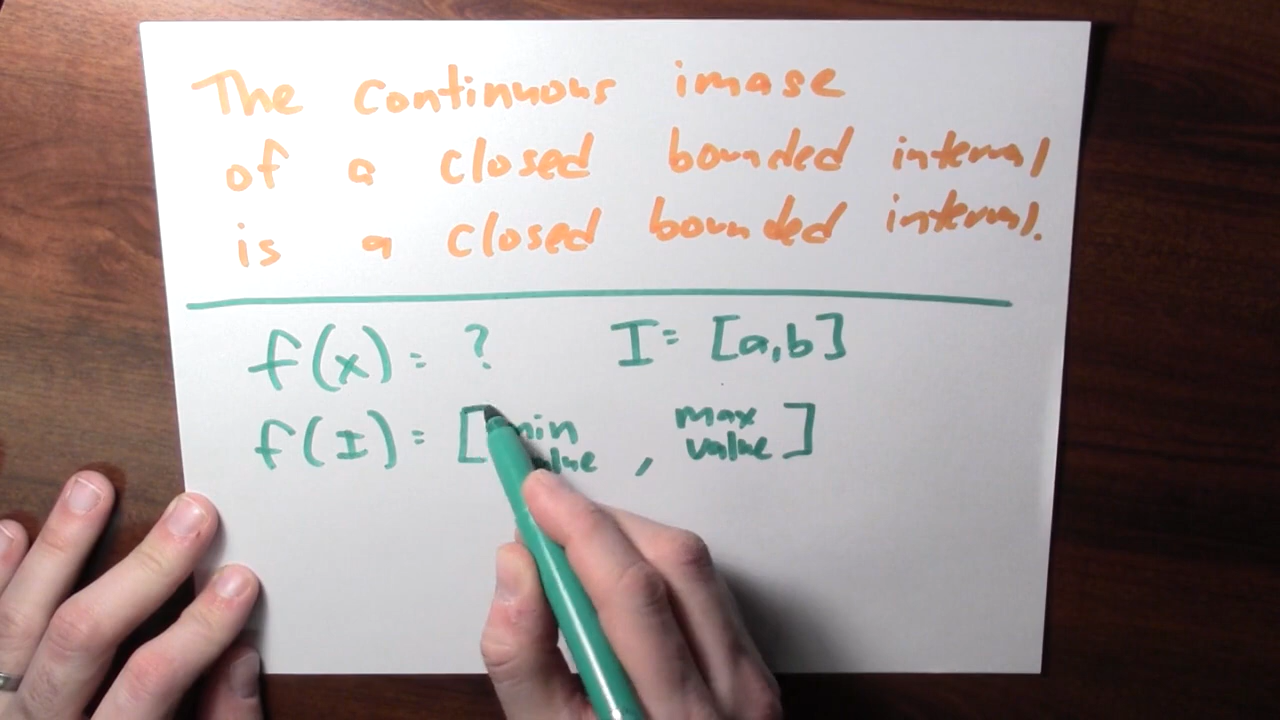 The continuous image
of a closed bounded interval
is a closed bounded interval.
f(x) = ? I = [a,b]
f(I) = [min value , max value]